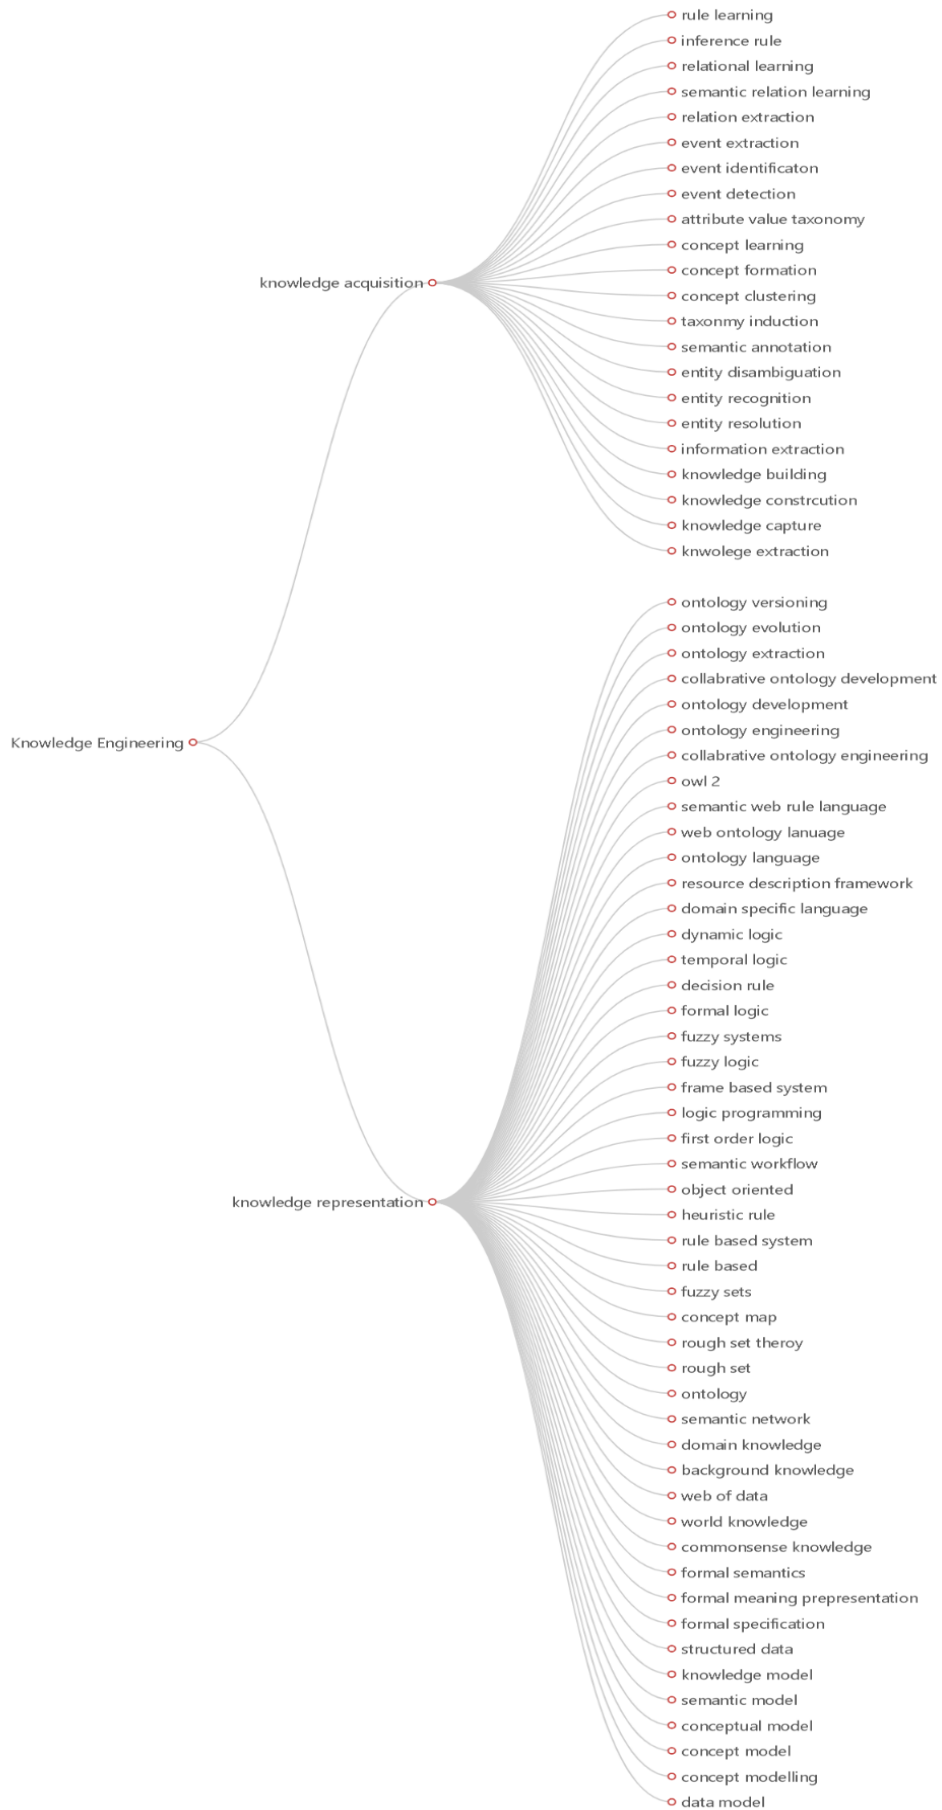 rule learning
inference rule
relational learning
semantic relation learning
relation extraction
event extraction
event identificaton
event detection
attribute value taxonomy
concept learning
concept formation
knowledge acquisition
concept clustering
taxonmy induction
semantic annotation
entity disambiguation
entity recognition
entity resolution
information extraction
knowledge building
knowledge constrcution
knowledge capture
knwolege extraction
ontology versioning
ontology evolution
ontology extraction
collabrative ontology development
ontology development
ontology engineering
Knowledge Engineering
collabrative ontology engineering
owl 2
semantic web rule language
web ontology lanuage
ontology language
resource description framework
domain specific language
dynamic logic
temporal logic
decision rule
formal logic
fuzzy systems
fuzzy logic
frame based system
logic programming
first order logic
semantic workflow
object oriented
knowledge representation
heuristic rule
rule based system
rule based
fuzzy sets
concept map
rough set theroy
rough set
ontology
semantic network
domain knowledge
background knowledge
web of data
world knowledge
commonsense knowledge
formal semantics
formal meaning prepresentation
formal specification
structured data
knowledge model
semantic model
conceptual model
concept model
concept modelling
data model